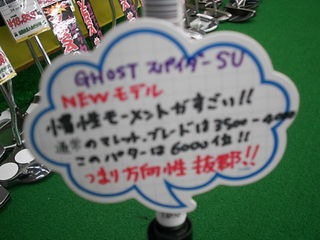 GHOST スパイダー SU
NEWモデル
慣性モーメントがすごい!!
通常のマレット、ブレードは3500-4000
このパターは6000位!!
つまり方向性抜群!!